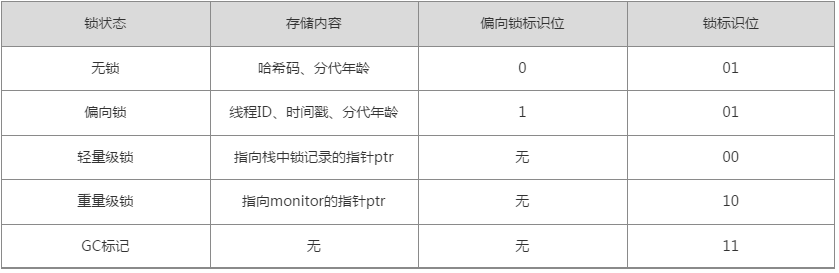 锁状态 存储内容 偏向锁标识位 锁标识位
无锁 哈希码、分代年龄 0 01
偏向锁 线程ID、时间戳、分代年龄 1 01
轻量级锁 指向栈中锁记录的指针ptr 无 00
重量级锁 指向monitor的指针ptr 无 10
GC标记 无 无 11